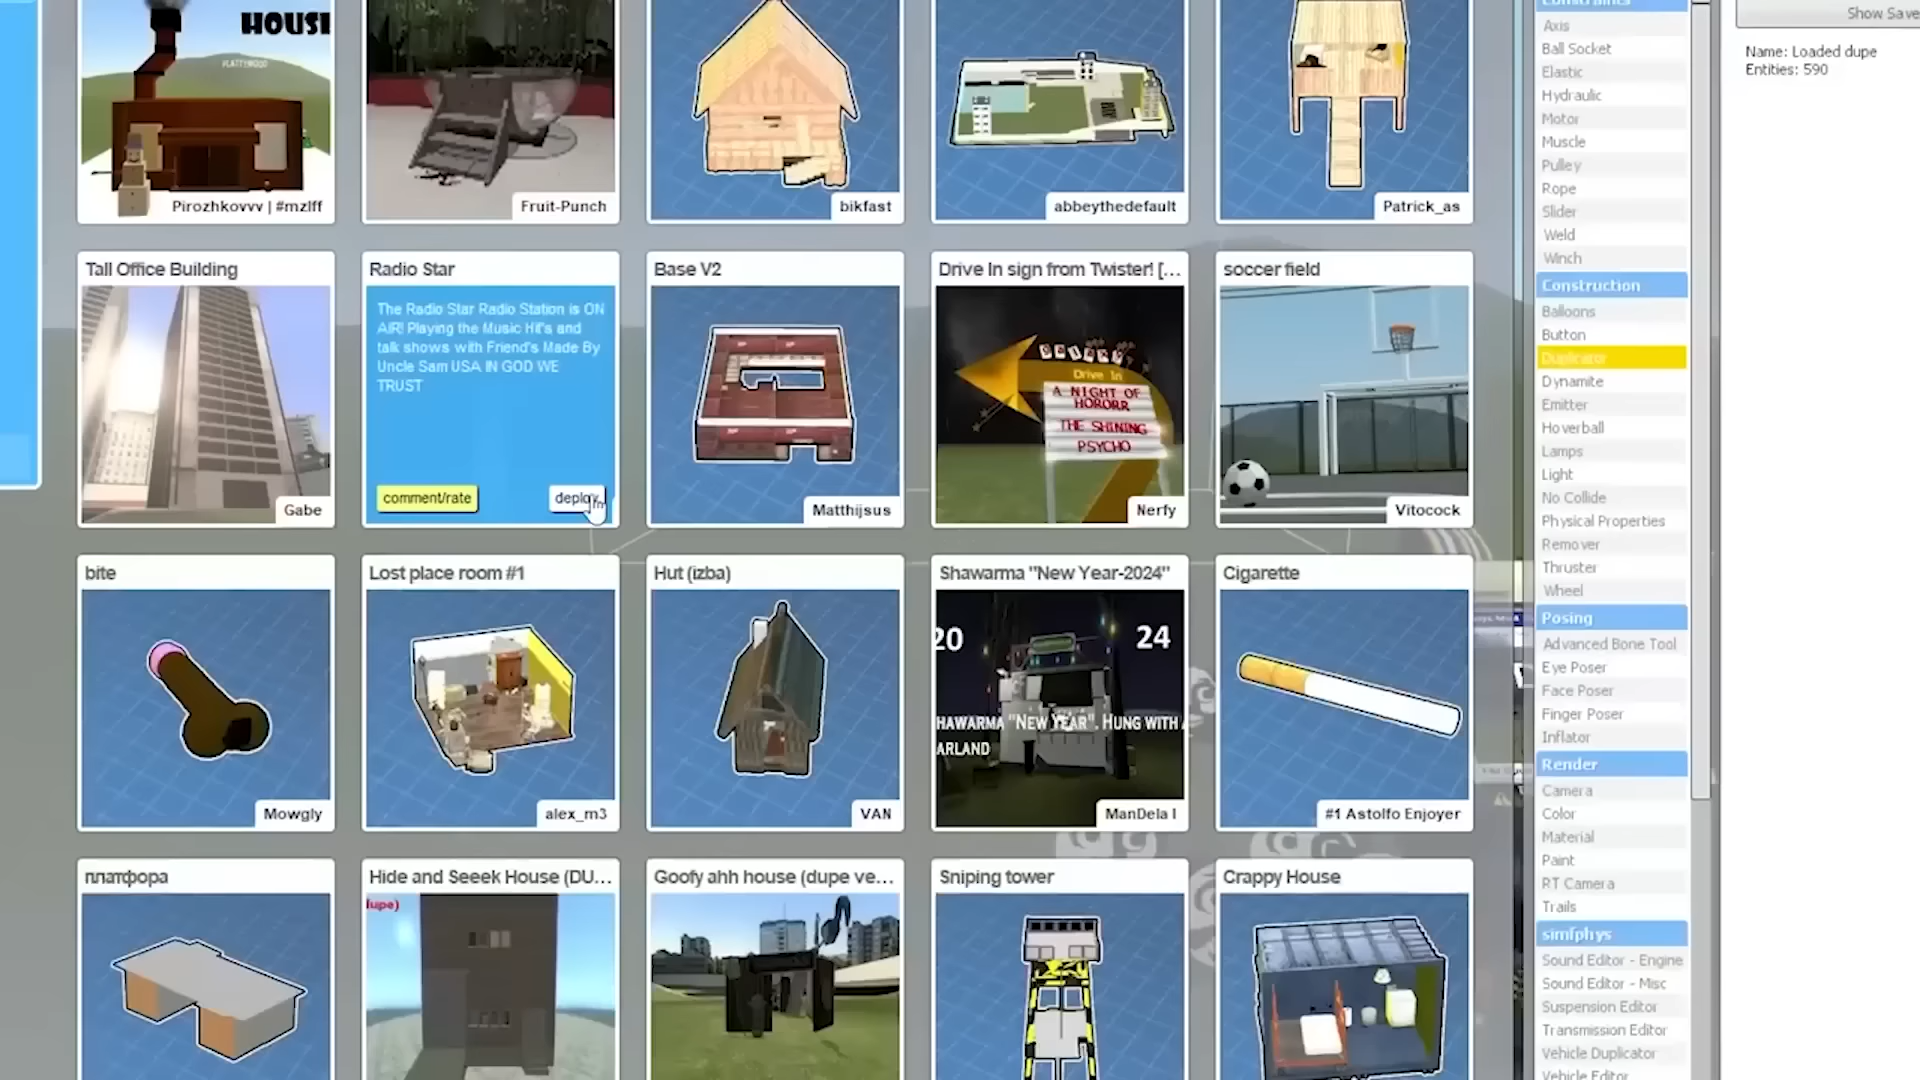 HOUSE
PLATTYWOOD
Pirozhkovvv | #mzlff
Fruit-Punch
bikfast
abbeythedefault
Patrick_as
Tall Office Building
Gabe
Radio Star
The Radio Star Radio Station is ON
AIR! Playing the Music Hit's and
talk shows with Friend's Made By
Uncle Sam USA IN GOD WE
TRUST
comment/rate
deploy
Base V2
Matthijsus
Drive In sign from Twister! [...
Drive In
A NIGHT OF
HORORR
THE SHINING
PSYCHO
Nerfy
soccer field
Vitocock
bite
Mowgly
Lost place room #1
alex_m3
Hut (izba)
VAN
Shawarma "New Year-2024"
20 24
HAWARMA "NEW YEAR". HUNG WITH
ARLAND
ManDela I
Cigarette
#1 Astolfo Enjoyer
платфора
Hide and Seeek House (DU...
dupe)
Goofy ahh house (dupe ve...
Sniping tower
Crappy House
Constraints
Axis
Ball Socket
Elastic
Hydraulic
Motor
Muscle
Pulley
Rope
Slider
Weld
Winch
Construction
Balloons
Button
Duplicator
Dynamite
Emitter
Hoverball
Lamps
Light
No Collide
Physical Properties
Remover
Thruster
Wheel
Posing
Advanced Bone Tool
Eye Poser
Face Poser
Finger Poser
Inflator
Render
Camera
Color
Material
Paint
RT Camera
Trails
simfphys
Sound Editor - Engine
Sound Editor - Misc
Suspension Editor
Transmission Editor
Vehicle Duplicator
Vehicle Editor
Show Save
Name: Loaded dupe
Entities: 590